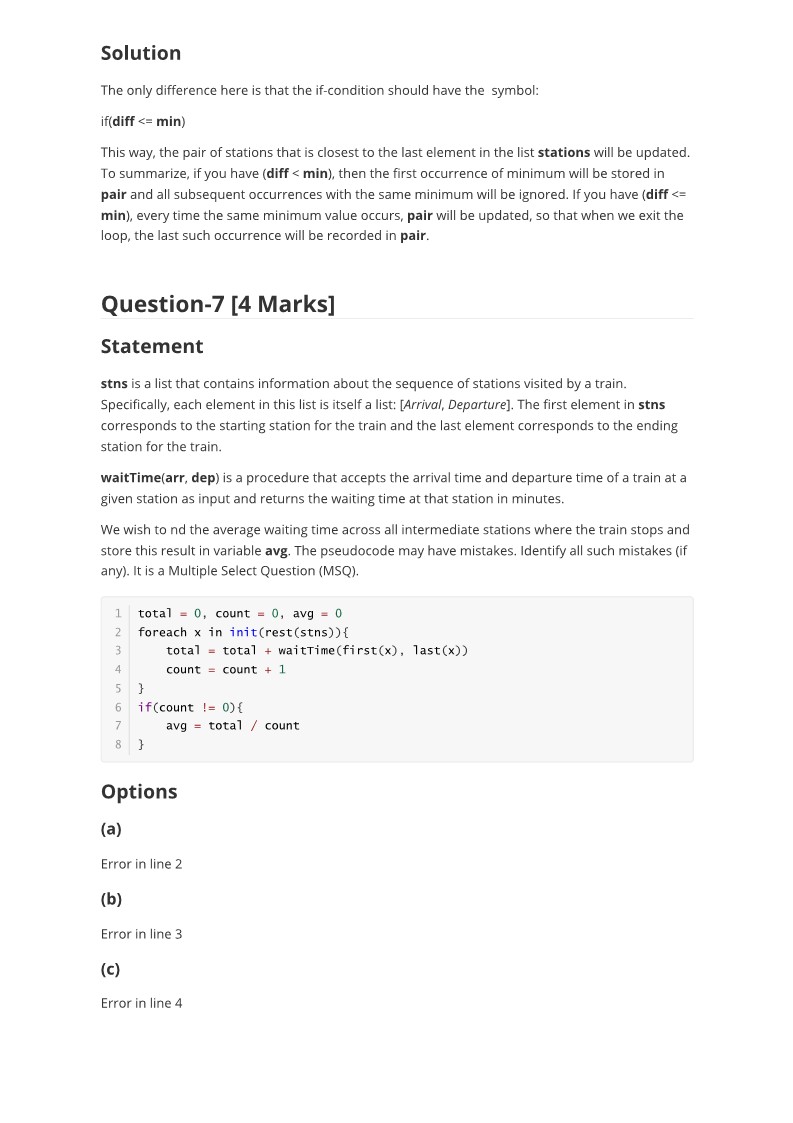 Solution
The only difference here is that the if-condition should have the  symbol:
if(diff <= min)
This way, the pair of stations that is closest to the last element in the list stations will be updated.
To summarize, if you have (diff < min), then the first occurrence of minimum will be stored in
pair and all subsequent occurrences with the same minimum will be ignored. If you have (diff <=
min), every time the same minimum value occurs, pair will be updated, so that when we exit the
loop, the last such occurrence will be recorded in pair.
Question-7 [4 Marks]
Statement
stns is a list that contains information about the sequence of stations visited by a train.
Specifically, each element in this list is itself a list: [Arrival, Departure]. The first element in stns
corresponds to the starting station for the train and the last element corresponds to the ending
station for the train.
waitTime(arr, dep) is a procedure that accepts the arrival time and departure time of a train at a
given station as input and returns the waiting time at that station in minutes.
We wish to nd the average waiting time across all intermediate stations where the train stops and
store this result in variable avg. The pseudocode may have mistakes. Identify all such mistakes (if
any). It is a Multiple Select Question (MSQ).
1 total = 0, count = 0, avg = 0
2 foreach x in init(rest(stns)){
3     total = total + waitTime(first(x), last(x))
4     count = count + 1
5 }
6 if(count != 0){
7     avg = total / count
8 }
Options
(a)
Error in line 2
(b)
Error in line 3
(c)
Error in line 4